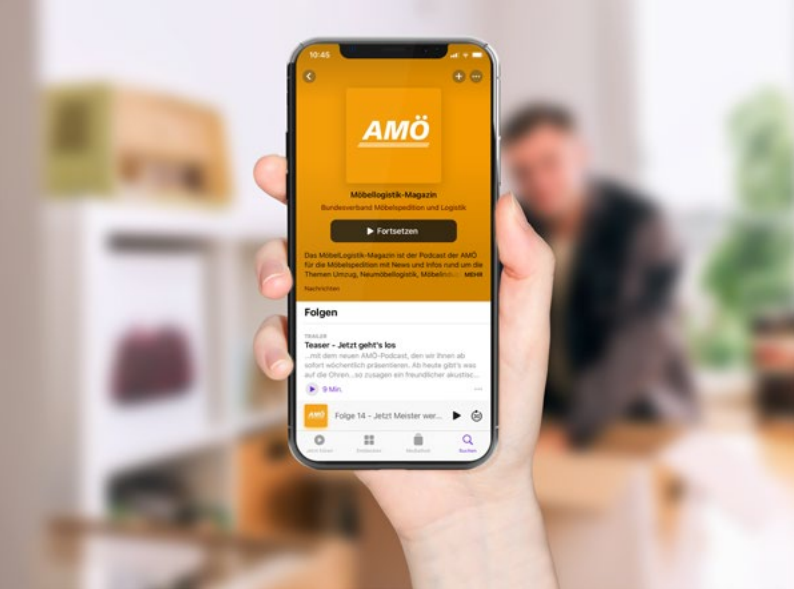 10:45
AMÖ
Möbellogistik-Magazin
Bundesverband Möbelspedition und Logistik
Fortsetzen
Das MöbelLogistik-Magazin ist der Podcast der AMÖ
für die Möbelspedition mit News und Infos rund um die
Themen Umzug, Neumöbellogistik, MEHR
Nachrichten
Folgen
TRAILER
Teaser – Jetzt geht's los
...mit dem neuen AMÖ-Podcast, den wir Ihnen ab
sofort wöchentlich präsentieren. Ab heute gibt's was
auf die Ohren...so zusagen ein freundlicher akustisc...
9 Min.
AMÖ
Folge 14 – Jetzt Meister wer...
Entdecken
Mediathek
Suchen